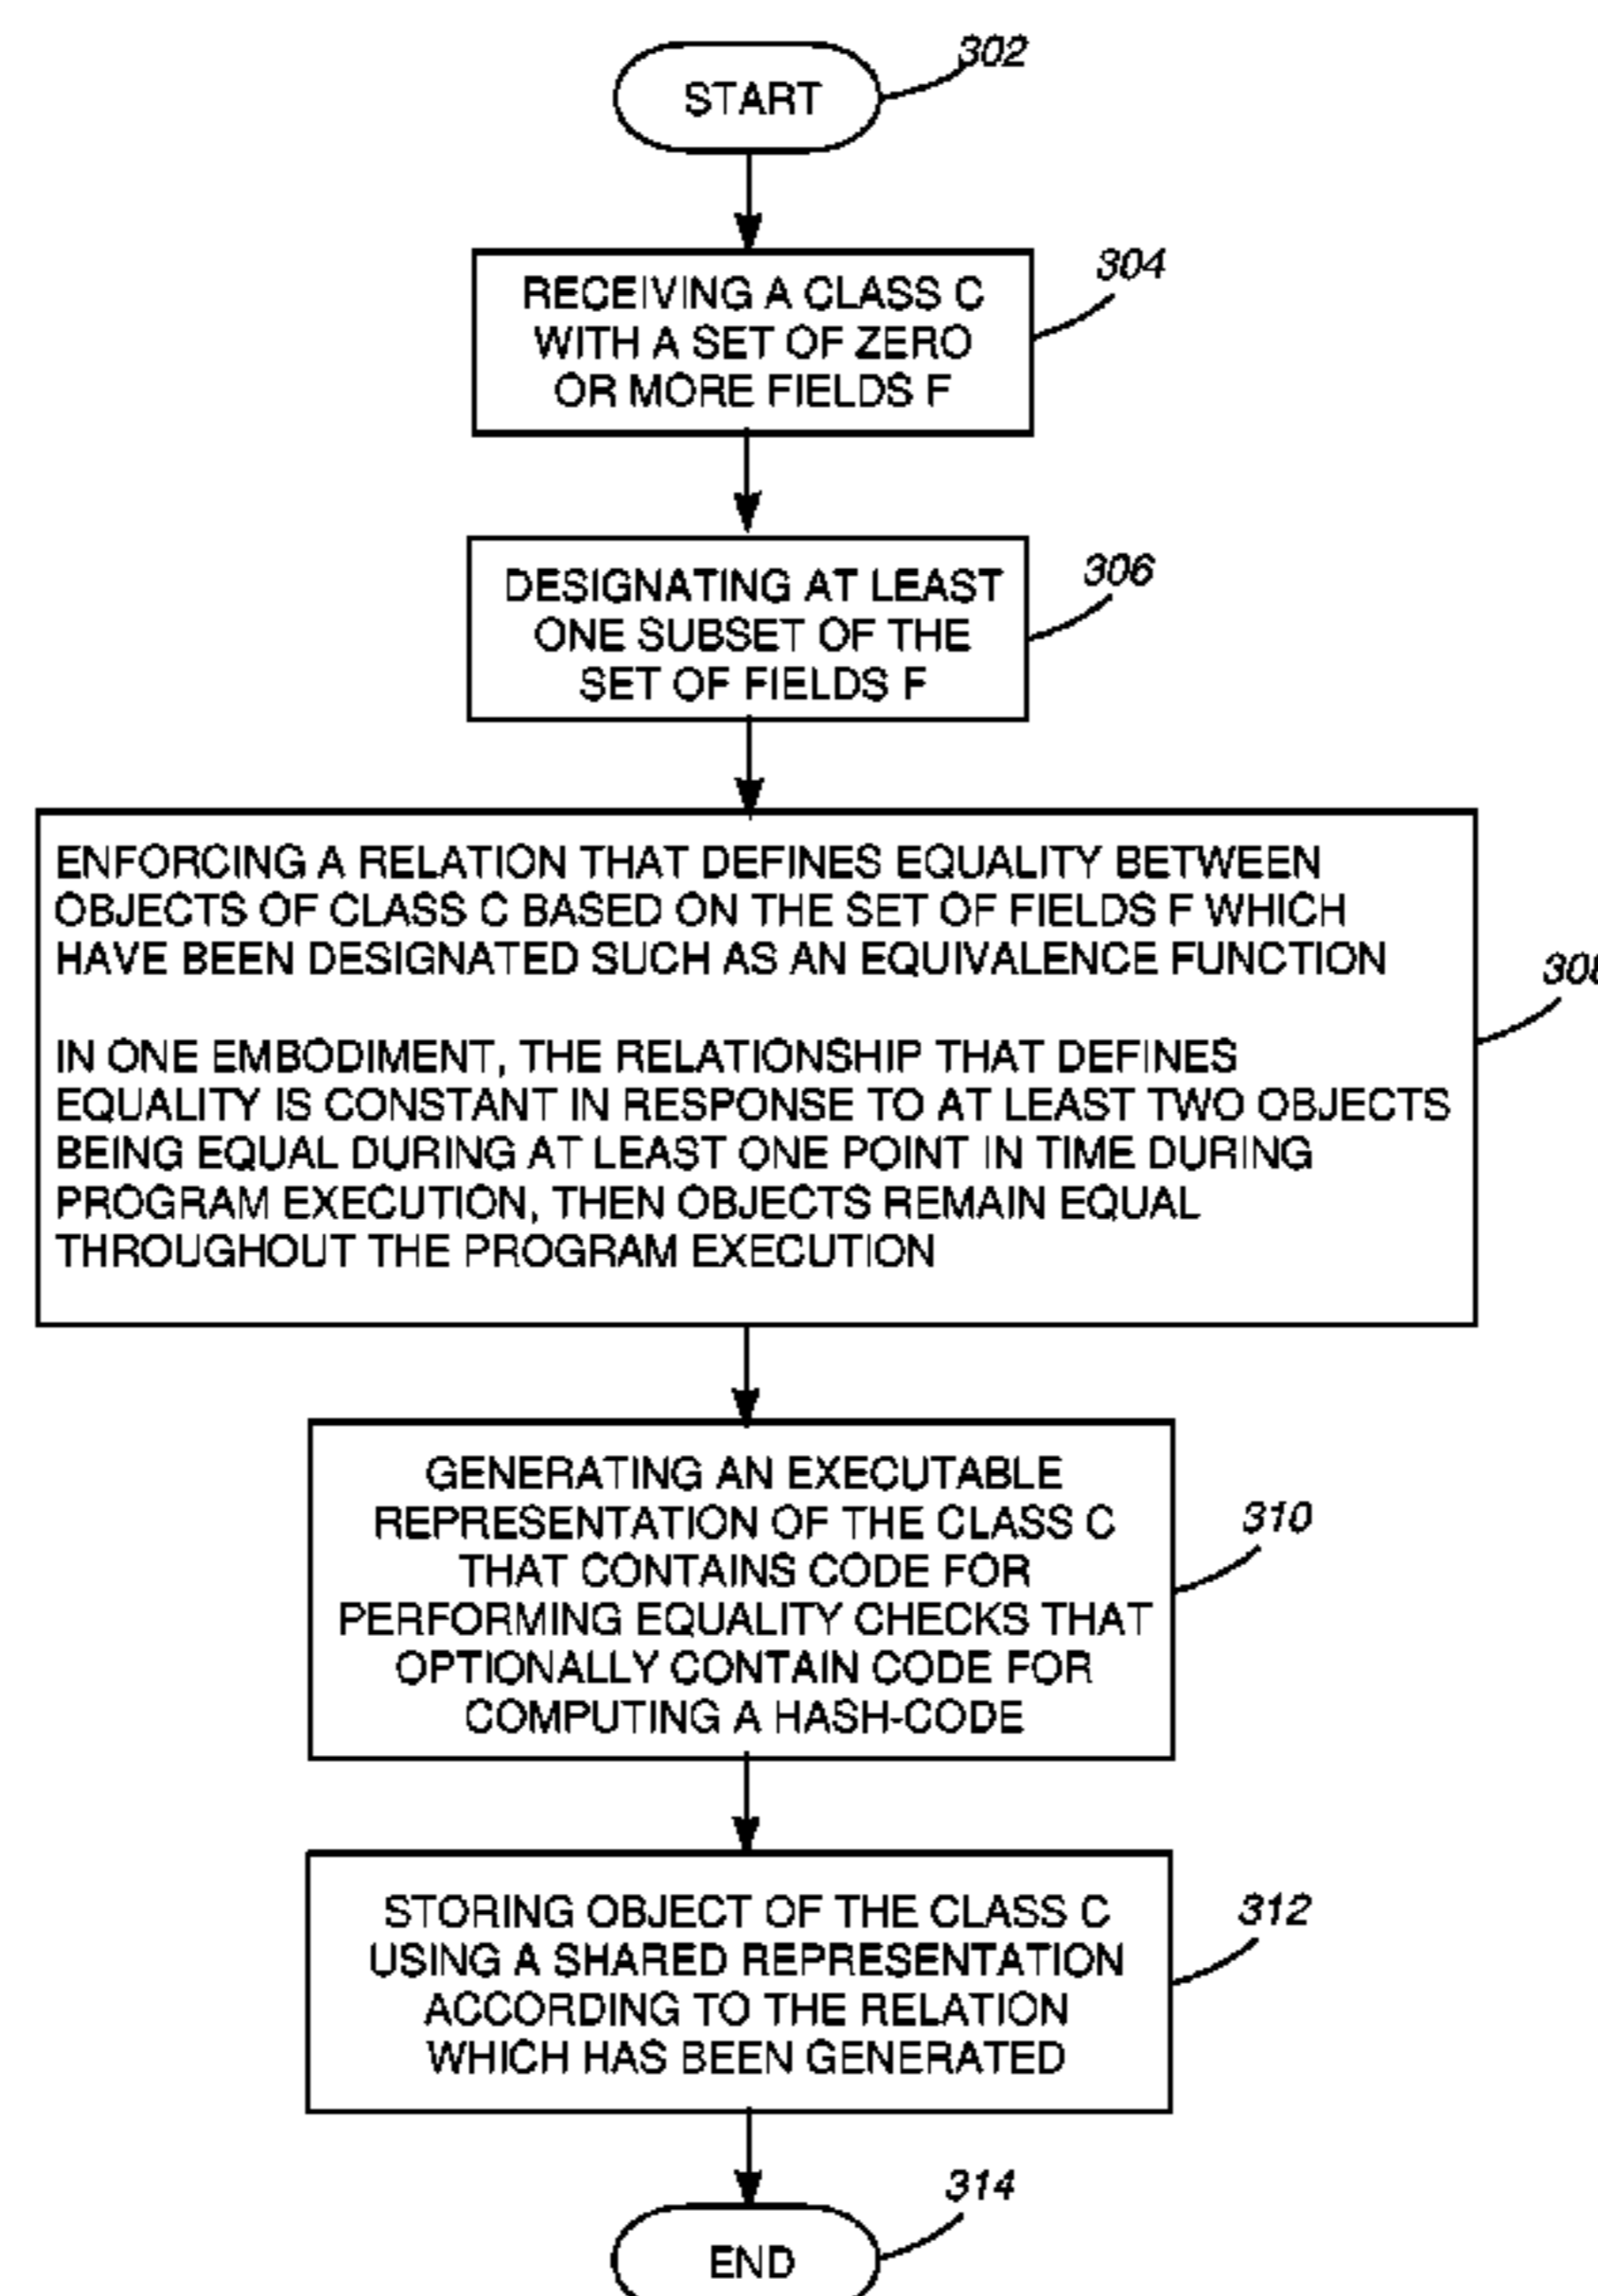 302
START
304
RECEIVING A CLASS C
WITH A SET OF ZERO
OR MORE FIELDS F
306
DESIGNATING AT LEAST
ONE SUBSET OF THE
SET OF FIELDS F
ENFORCING A RELATION THAT DEFINES EQUALITY BETWEEN
OBJECTS OF CLASS C BASED ON THE SET OF FIELDS F WHICH
HAVE BEEN DESIGNATED SUCH AS AN EQUIVALENCE FUNCTION
IN ONE EMBODIMENT, THE RELATIONSHIP THAT DEFINES
EQUALITY IS CONSTANT IN RESPONSE TO AT LEAST TWO OBJECTS
BEING EQUAL DURING AT LEAST ONE POINT IN TIME DURING
PROGRAM EXECUTION, THEN OBJECTS REMAIN EQUAL
THROUGHOUT THE PROGRAM EXECUTION
310
GENERATING AN EXECUTABLE
REPRESENTATION OF THE CLASS C
THAT CONTAINS CODE FOR
PERFORMING EQUALITY CHECKS THAT
OPTIONALLY CONTAIN CODE FOR
COMPUTING A HASH-CODE
312
STORING OBJECT OF THE CLASS C
USING A SHARED REPRESENTATION
ACCORDING TO THE RELATION
WHICH HAS BEEN GENERATED
314
END